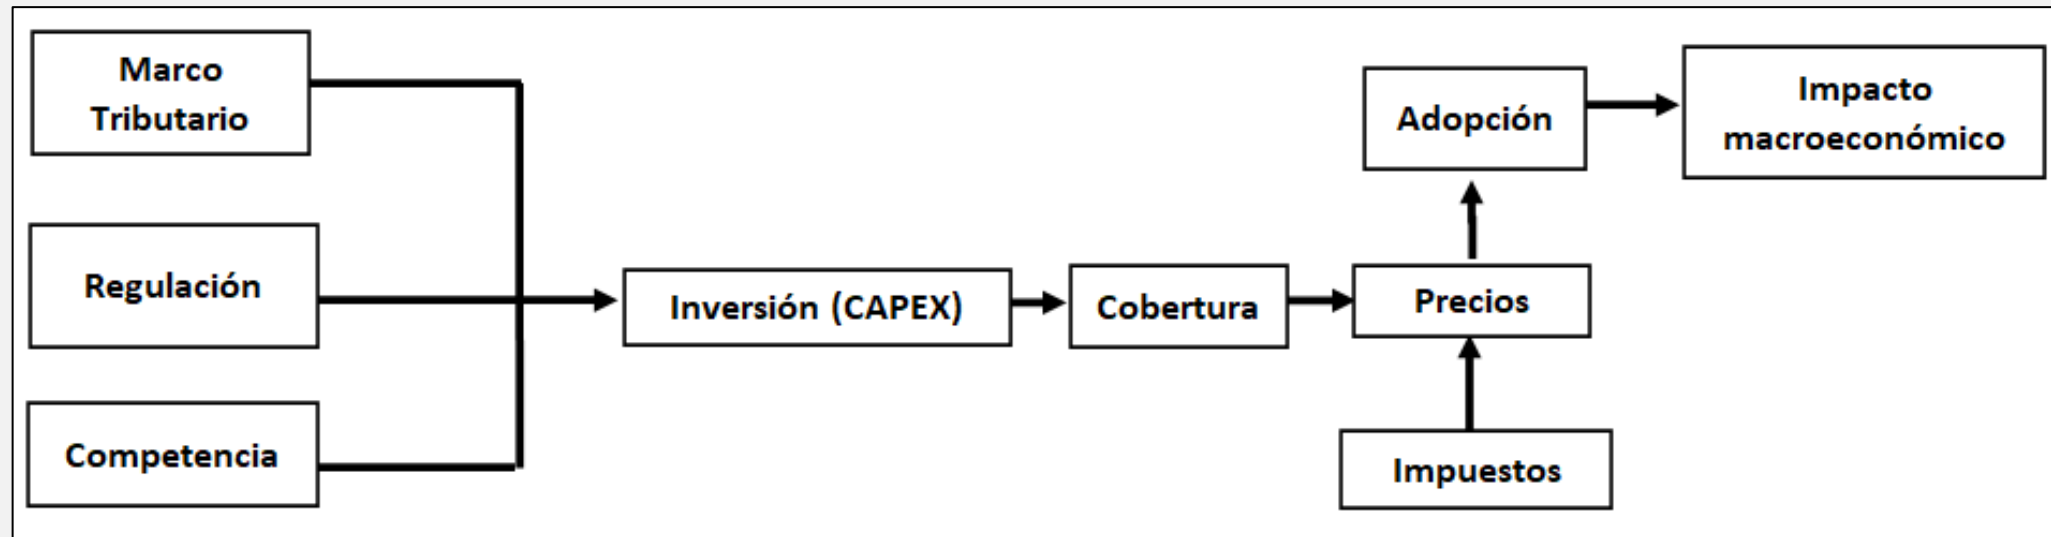 Marco
Tributario
Regulación
Competencia
Inversión (CAPEX)
Cobertura
Precios
Adopción
Impacto
macroeconómico
Impuestos